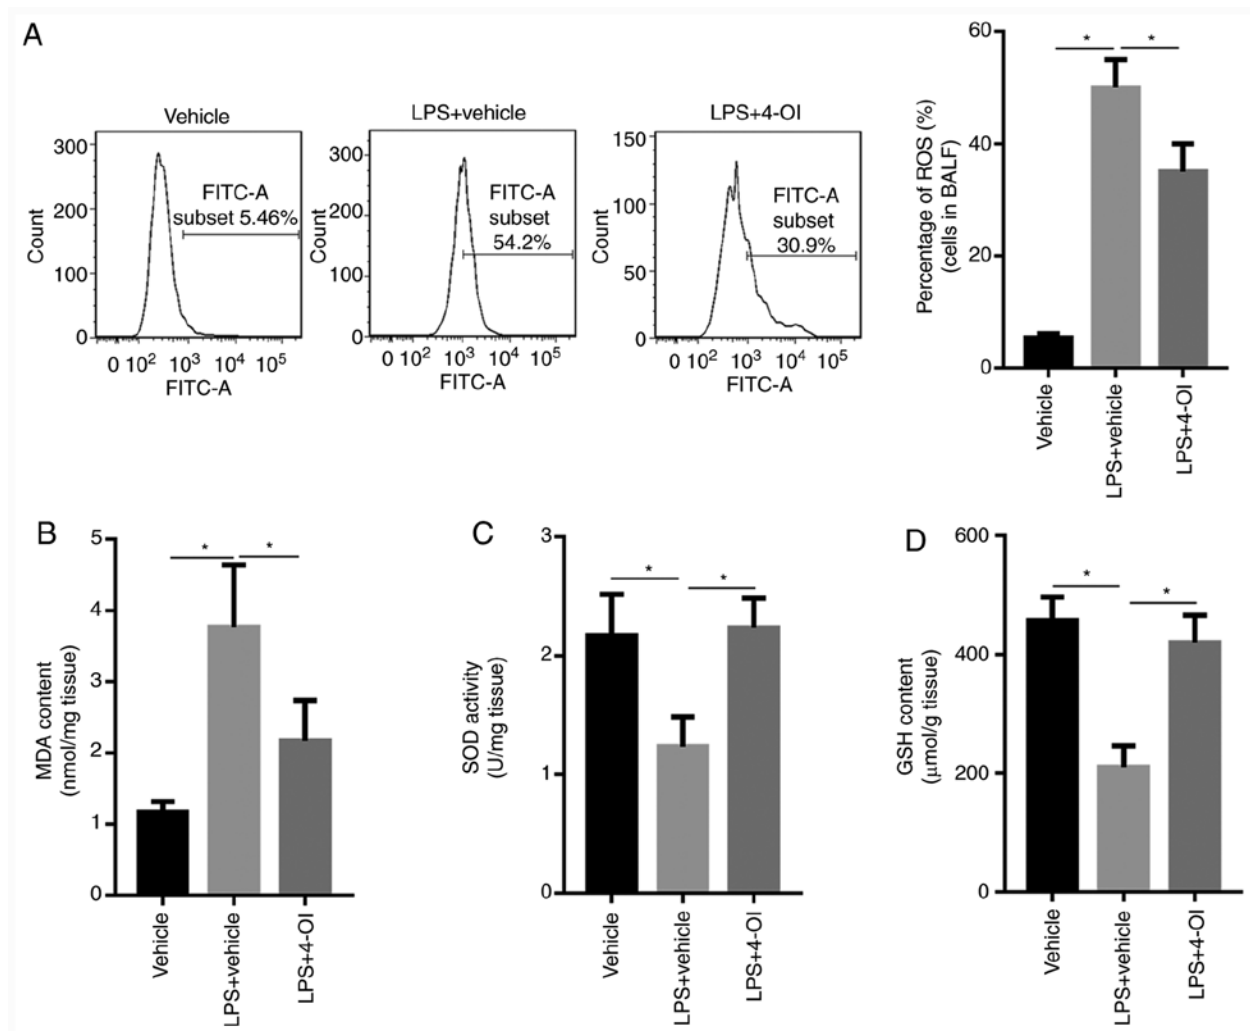 A
Vehicle
300
200
100
0
Count
FITC-A
subset 5.46%
0 10² 10³ 10⁴ 10⁵
FITC-A
LPS+vehicle
300
200
100
0
Count
FITC-A
subset
54.2%
0 10² 10³ 10⁴ 10⁵
FITC-A
LPS+4-OI
150
100
50
0
Count
FITC-A
subset
30.9%
0 10² 10³ 10⁴ 10⁵
FITC-A
Percentage of ROS (%)
(cells in BALF)
60
40
20
0
* *
Vehicle
LPS+vehicle
LPS+4-OI
B
MDA content
(nmol/mg tissue)
5
4
3
2
1
0
* *
Vehicle
LPS+vehicle
LPS+4-OI
C
SOD activity
(U/mg tissue)
3
2
1
0
* *
Vehicle
LPS+vehicle
LPS+4-OI
D
GSH content
(μmol/g tissue)
600
400
200
0
* *
Vehicle
LPS+vehicle
LPS+4-OI